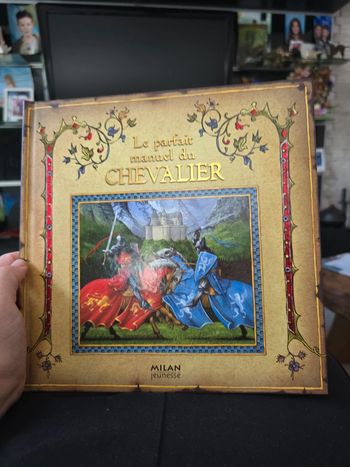 Le parfait
manuel du
CHEVALIER
MILAN
jeunesse